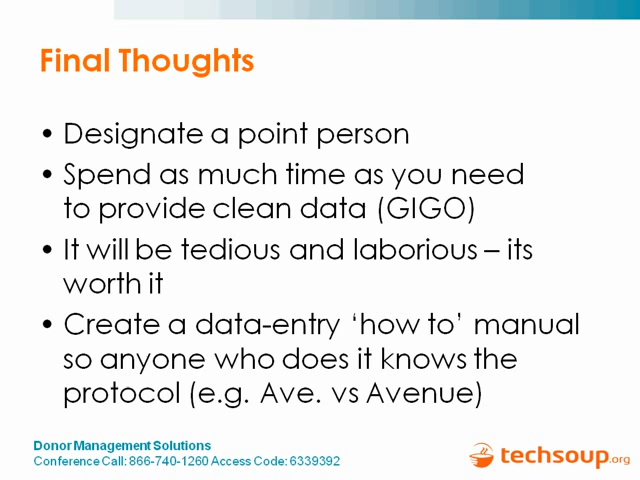 Final Thoughts
• Designate a point person
• Spend as much time as you need
to provide clean data (GIGO)
• It will be tedious and laborious – its
worth it
• Create a data-entry ‘how to’ manual
so anyone who does it knows the
protocol (e.g. Ave. vs Avenue)
Donor Management Solutions
Conference Call: 866-740-1260 Access Code: 6339392
techsoup.org